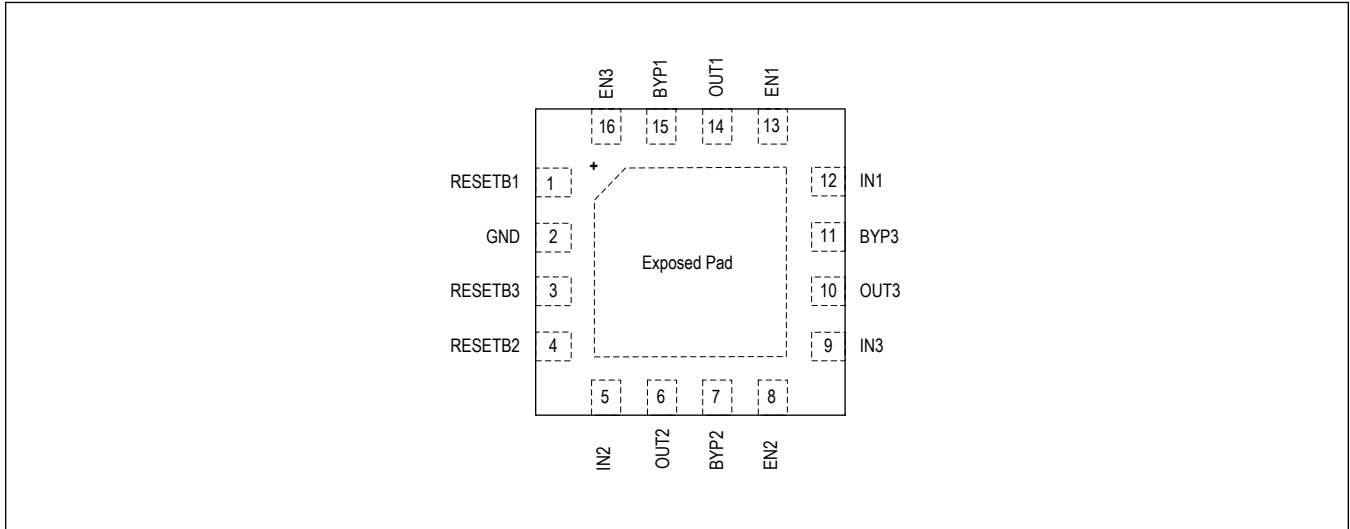 EN3
BYP1
OUT1
EN1
16
15
14
13
+
RESETB1
1
12
IN1
GND
2
11
BYP3
Exposed Pad
RESETB3
3
10
OUT3
RESETB2
4
9
IN3
5
6
7
8
IN2
OUT2
BYP2
EN2